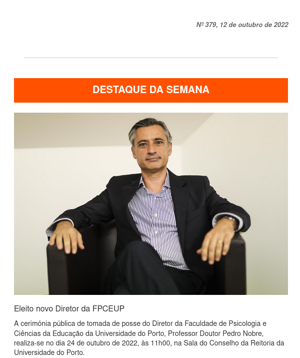 Nº 379, 12 de outubro de 2022
DESTAQUE DA SEMANA
Eleito novo Diretor da FPCEUP
A cerimónia pública de tomada de posse do Diretor da Faculdade de Psicologia e
Ciências da Educação da Universidade do Porto, Professor Doutor Pedro Nobre,
realiza-se no dia 24 de outubro de 2022, às 11h00, na Sala do Conselho da Reitoria da
Universidade do Porto.